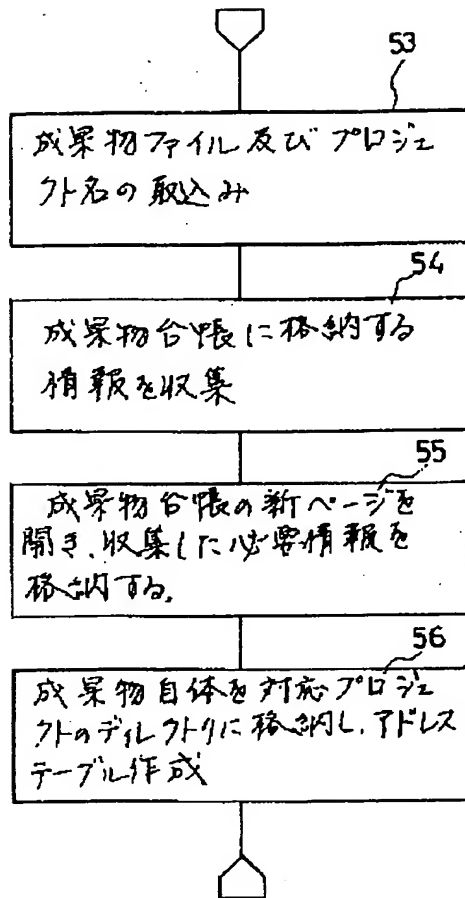 53
成果物ファイル及びプロジェ
クト名の取込み
54
成果物台帳に格納する
情報を収集
55
成果物台帳の新ページを
開き、収集した必要情報を
格納する。
56
成果物自体を対応プロジェ
クトのディレクトリに格納し、アドレス
テーブル作成